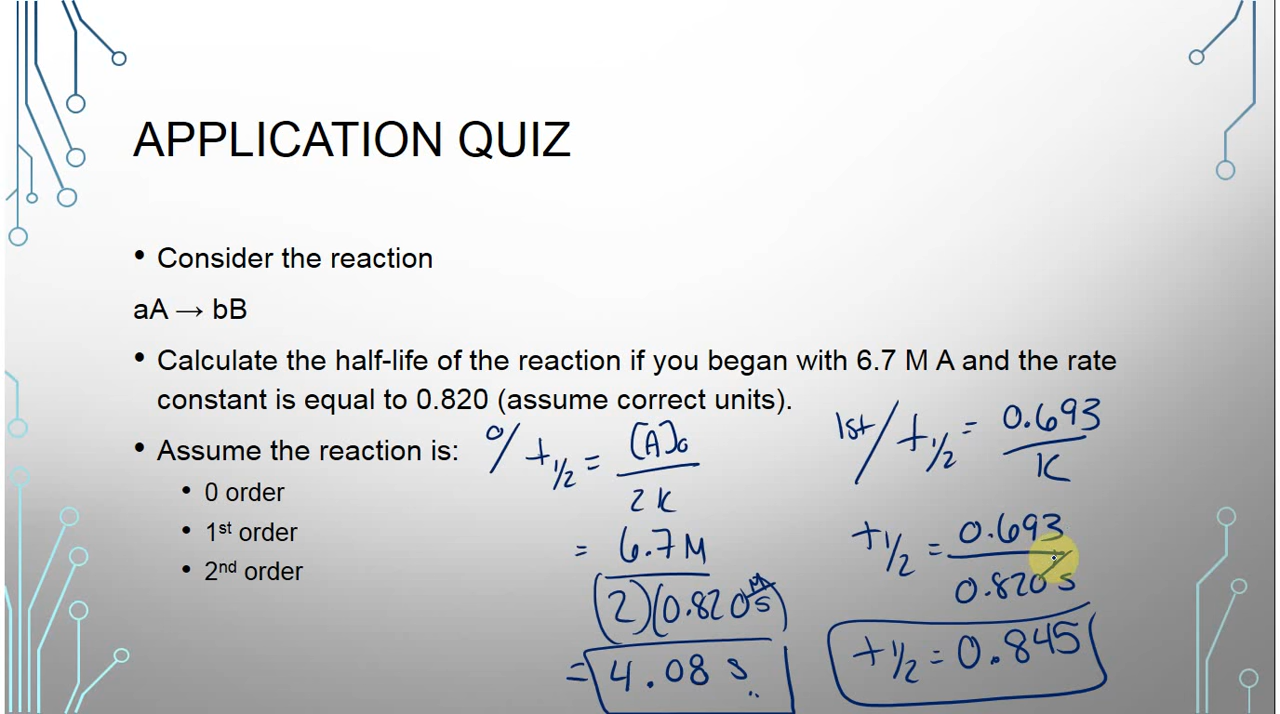 APPLICATION QUIZ
• Consider the reaction
aA → bB
• Calculate the half-life of the reaction if you began with 6.7 M A and the rate
constant is equal to 0.820 (assume correct units).
• Assume the reaction is:
• 0 order
• 1st order
• 2nd order
0/ t1/2 = [A]0
2K
= 6.7 M
(2)(0.820 M/s)
= 4.08 s
1st/ t1/2 = 0.693
K
t1/2 = 0.693
0.820 /s
t1/2 = 0.845